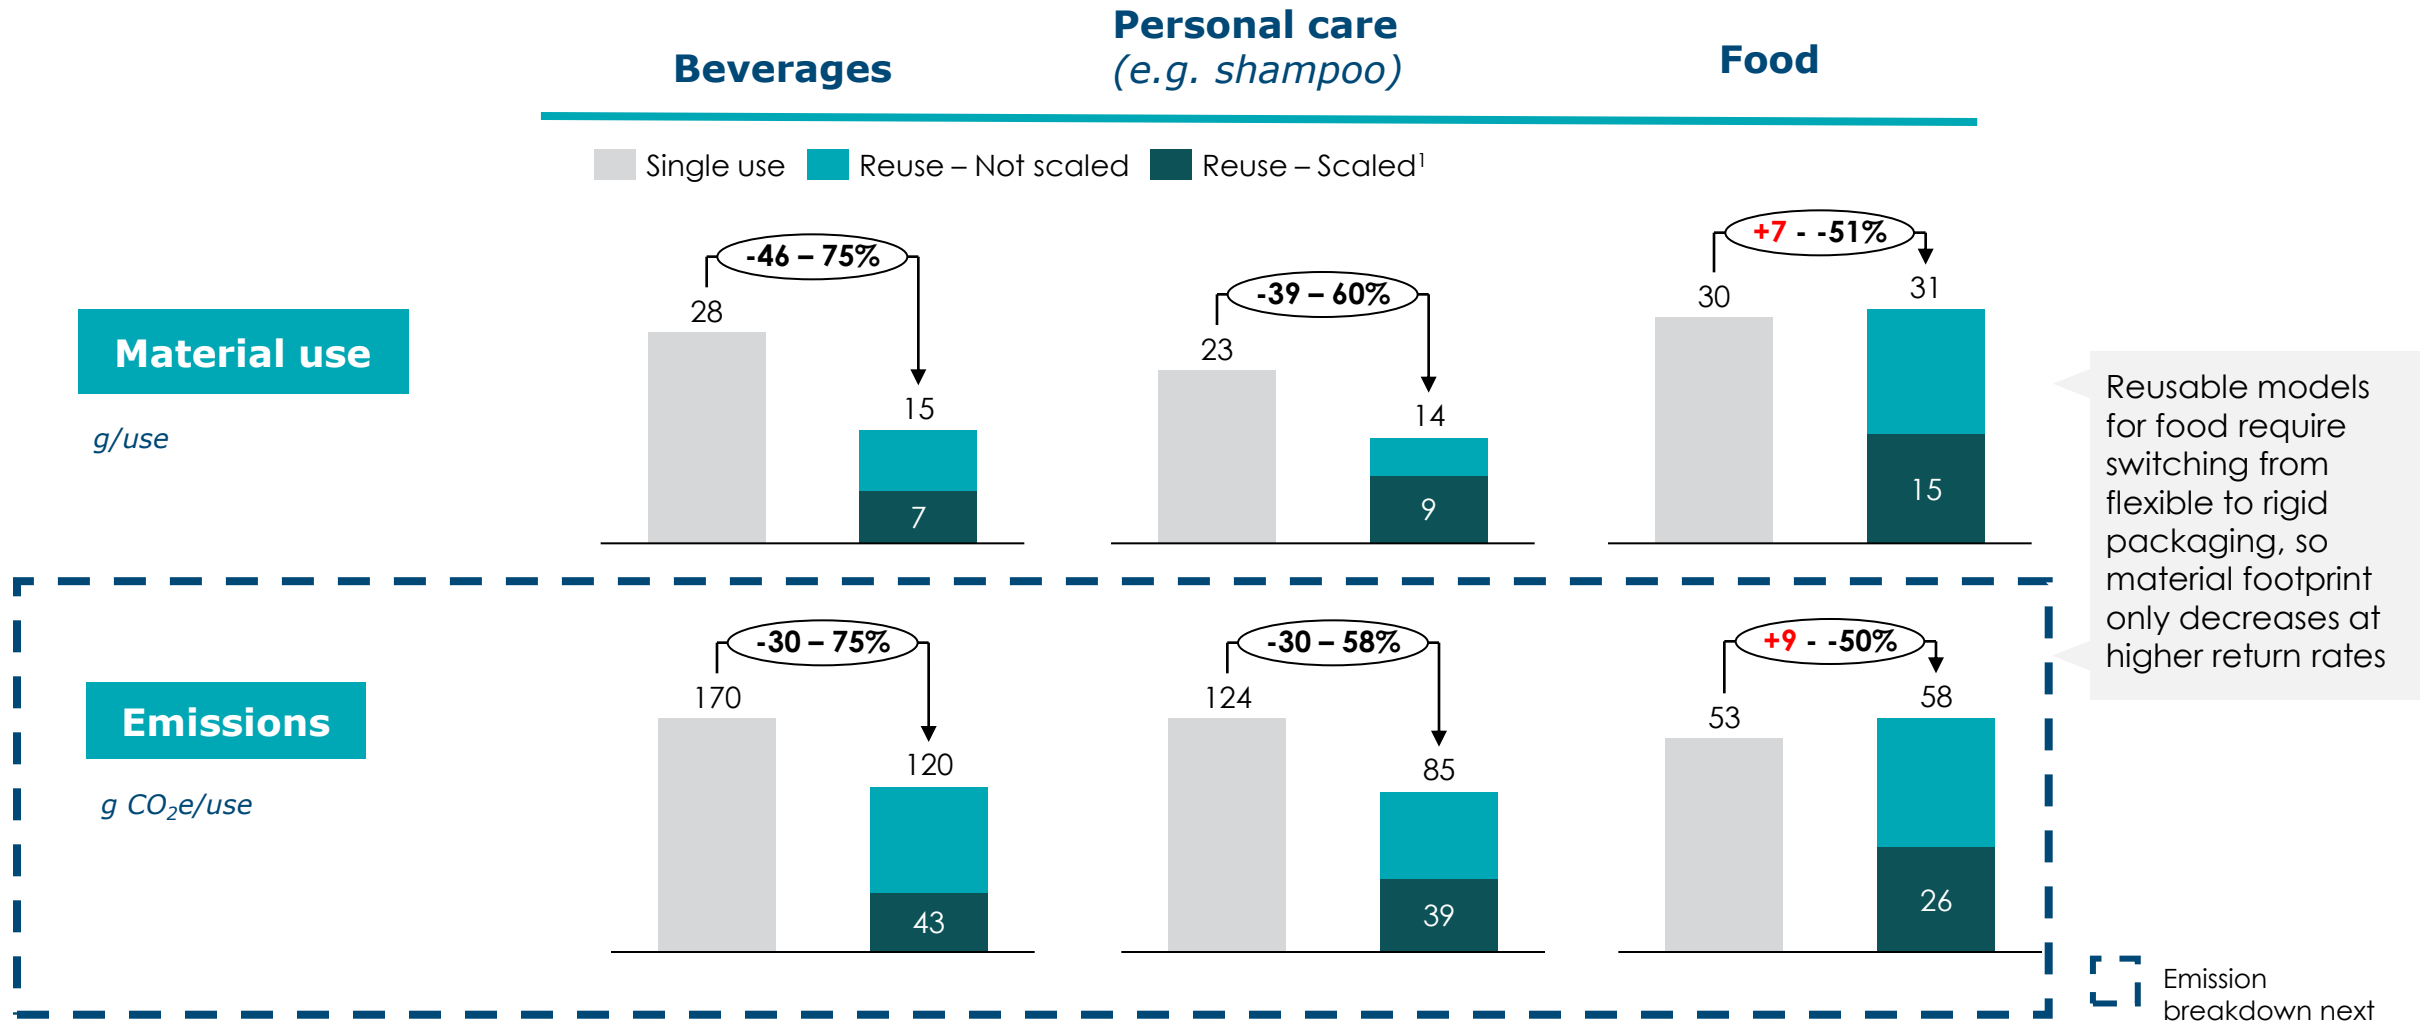 Beverages
Personal care
(e.g. shampoo)
Food
Single use
Reuse – Not scaled
Reuse – Scaled¹
Material use
g/use
-46 – 75%
28
15
7
-39 – 60%
23
14
9
+7 - -51%
30
31
15
Reusable models
for food require
switching from
flexible to rigid
packaging, so
material footprint
only decreases at
higher return rates
Emissions
g CO₂e/use
-30 – 75%
170
120
43
-30 – 58%
124
85
39
+9 - -50%
53
58
26
Emission
breakdown next